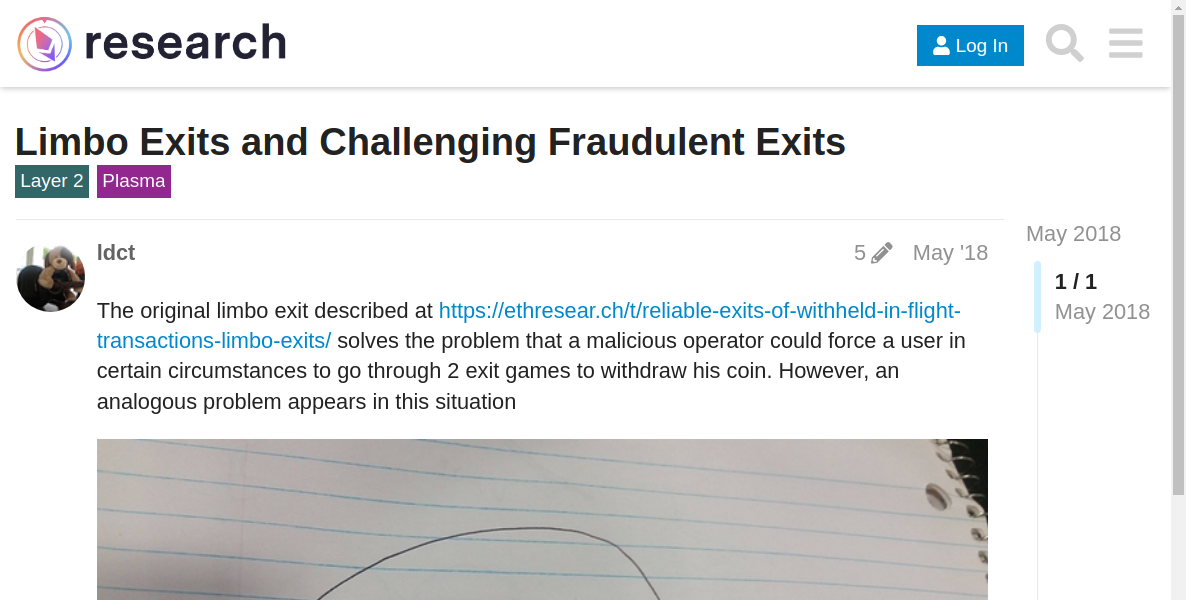 research
Log In
Limbo Exits and Challenging Fraudulent Exits
Layer 2 Plasma
ldct
5
May '18
The original limbo exit described at https://ethresear.ch/t/reliable-exits-of-withheld-in-flight-
transactions-limbo-exits/ solves the problem that a malicious operator could force a user in
certain circumstances to go through 2 exit games to withdraw his coin. However, an
analogous problem appears in this situation
May 2018
1 / 1
May 2018